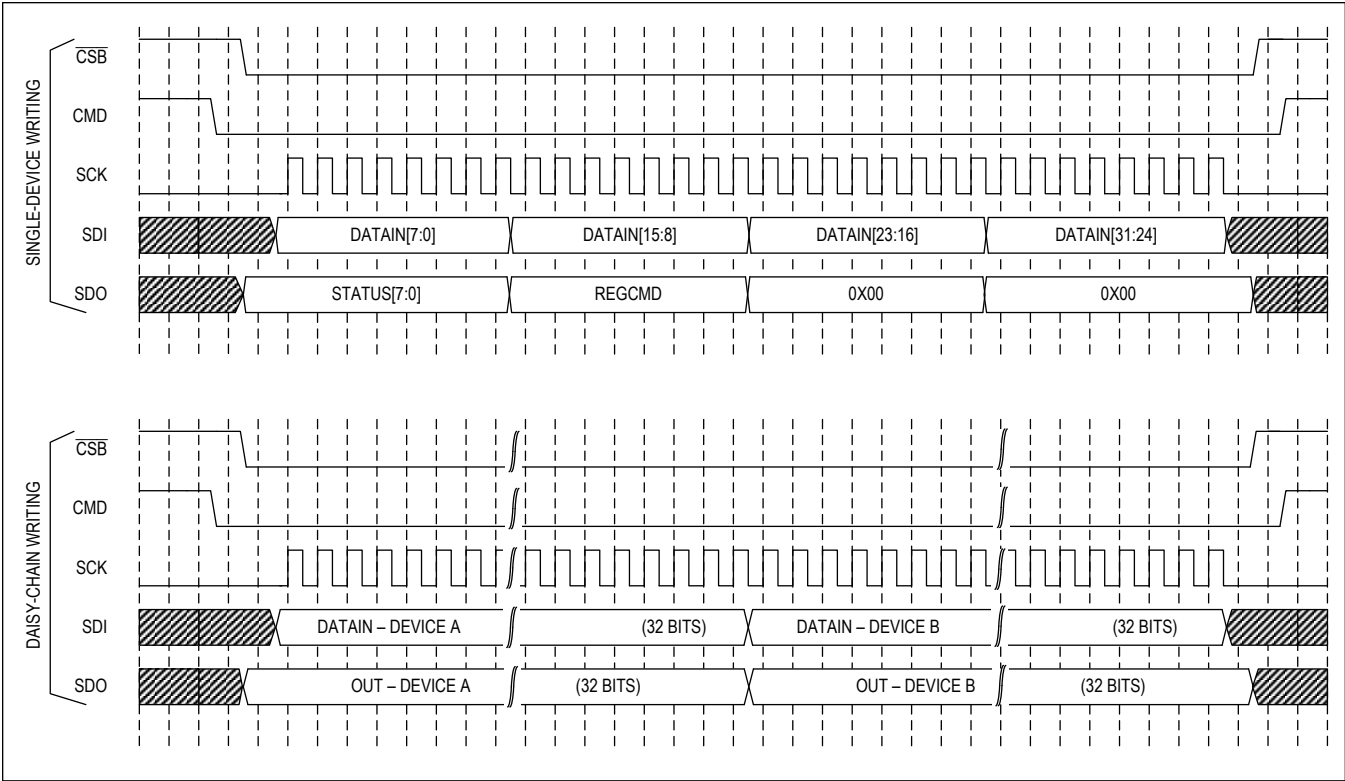 SINGLE-DEVICE WRITING
CSB
CMD
SCK
SDI
DATAIN[7:0]
DATAIN[15:8]
DATAIN[23:16]
DATAIN[31:24]
SDO
STATUS[7:0]
REGCMD
0X00
0X00
DAISY-CHAIN WRITING
CSB
CMD
SCK
SDI
DATAIN – DEVICE A
(32 BITS)
DATAIN – DEVICE B
(32 BITS)
SDO
OUT – DEVICE A
(32 BITS)
OUT – DEVICE B
(32 BITS)